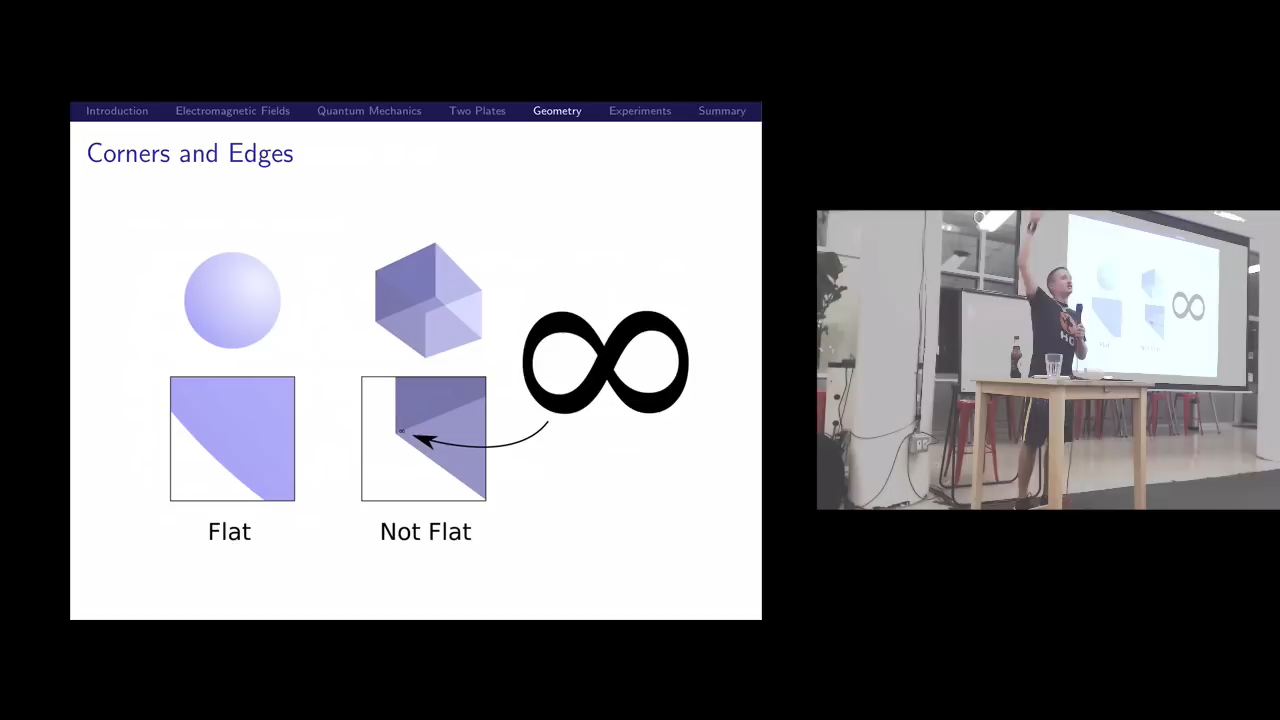 Introduction Electromagnetic Fields Quantum Mechanics Two Plates Geometry Experiments Summary
Corners and Edges
∞
∞
Flat Not Flat